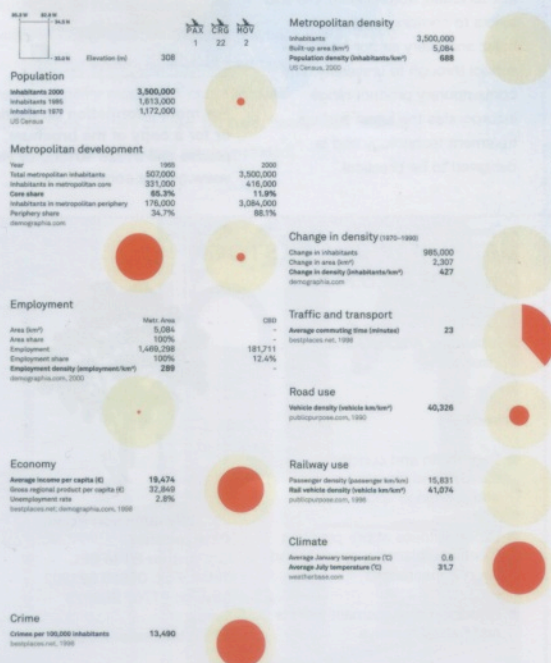 PAX CRG MOV
1 22 2
Elevation (m) 308
Population
Inhabitants 2000 3,500,000
Inhabitants 1995 1,613,000
Inhabitants 1970 1,172,000
US Census
Metropolitan development
Year 1950 2000
Total metropolitan inhabitants 507,000 3,500,000
Inhabitants in metropolitan core 331,000 416,000
Core share 65.3% 11.9%
Inhabitants in metropolitan periphery 176,000 3,084,000
Periphery share 34.7% 88.1%
demographia.com
Employment
Metr. Area CBD
Area (km²) 5,084 -
Area share 100% -
Employment 1,469,298 181,711
Employment share 100% 12.4%
Employment density (employment/km²) 289 -
demographia.com, 2000
Economy
Average income per capita (€) 19,474
Gross regional product per capita (€) 32,849
Unemployment rate 2.8%
bestplaces.net; demographia.com, 1998
Crime
Crimes per 100,000 inhabitants 13,490
bestplaces.net, 1998
Metropolitan density
Inhabitants 3,500,000
Built-up area (km²) 5,084
Population density (inhabitants/km²) 688
US Census, 2000
Change in density (1970-1990)
Change in inhabitants 985,000
Change in area (km²) 2,307
Change in density (inhabitants/km²) 427
demographia.com
Traffic and transport
Average commuting time (minutes) 23
bestplaces.net, 1998
Road use
Vehicle density (vehicle km/km²) 40,326
publicpurpose.com, 1990
Railway use
Passenger density (passenger km/km) 15,831
Rail vehicle density (vehicle km/km²) 41,074
publicpurpose.com, 1995
Climate
Average January temperature (°C) 0.6
Average July temperature (°C) 31.7
weatherbase.com